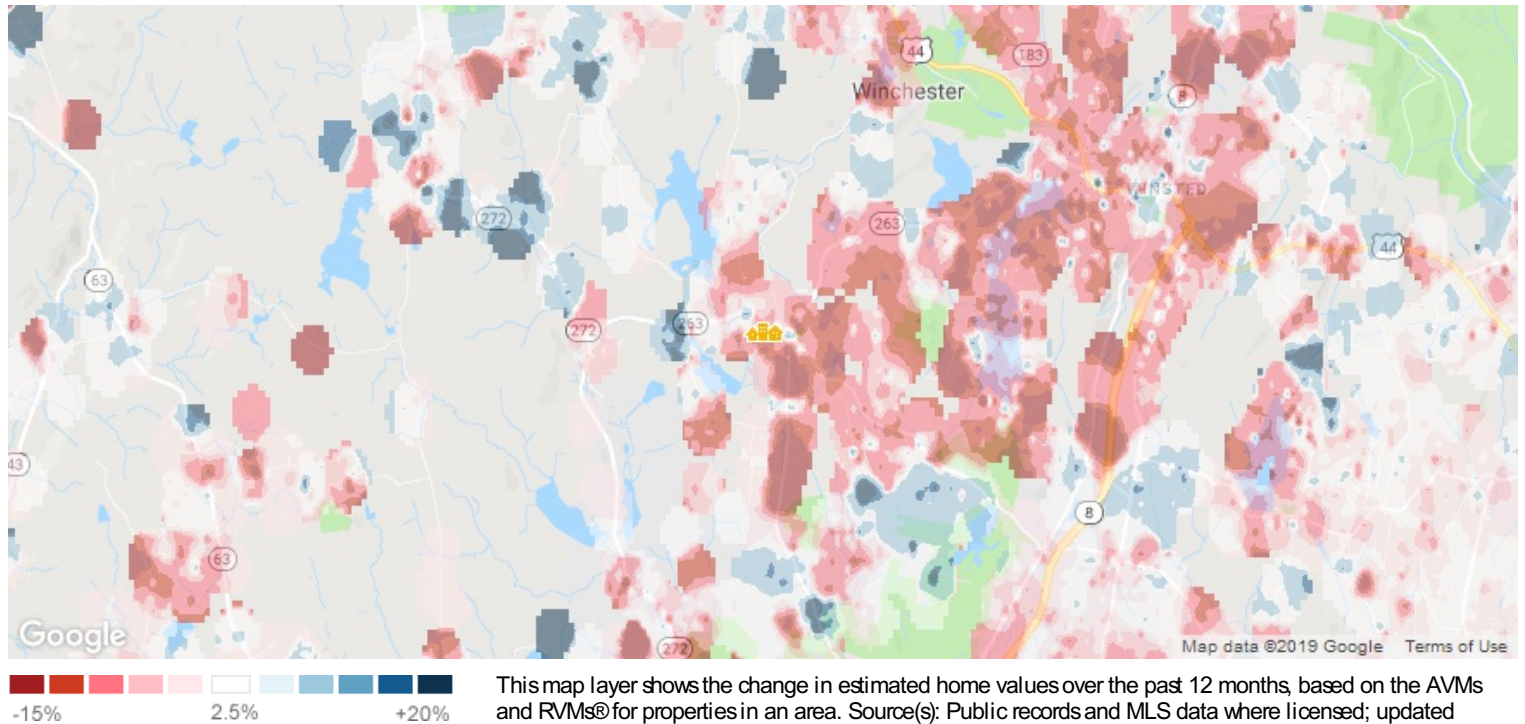 44
183
Winchester
8
WINSTED
272
263
44
63
272
263
43
8
63
272
Google
Map data ©2019 Google Terms of Use
-15% 2.5% +20%
This map layer shows the change in estimated home values over the past 12 months, based on the AVMs
and RVMs® for properties in an area. Source(s): Public records and MLS data where licensed; updated